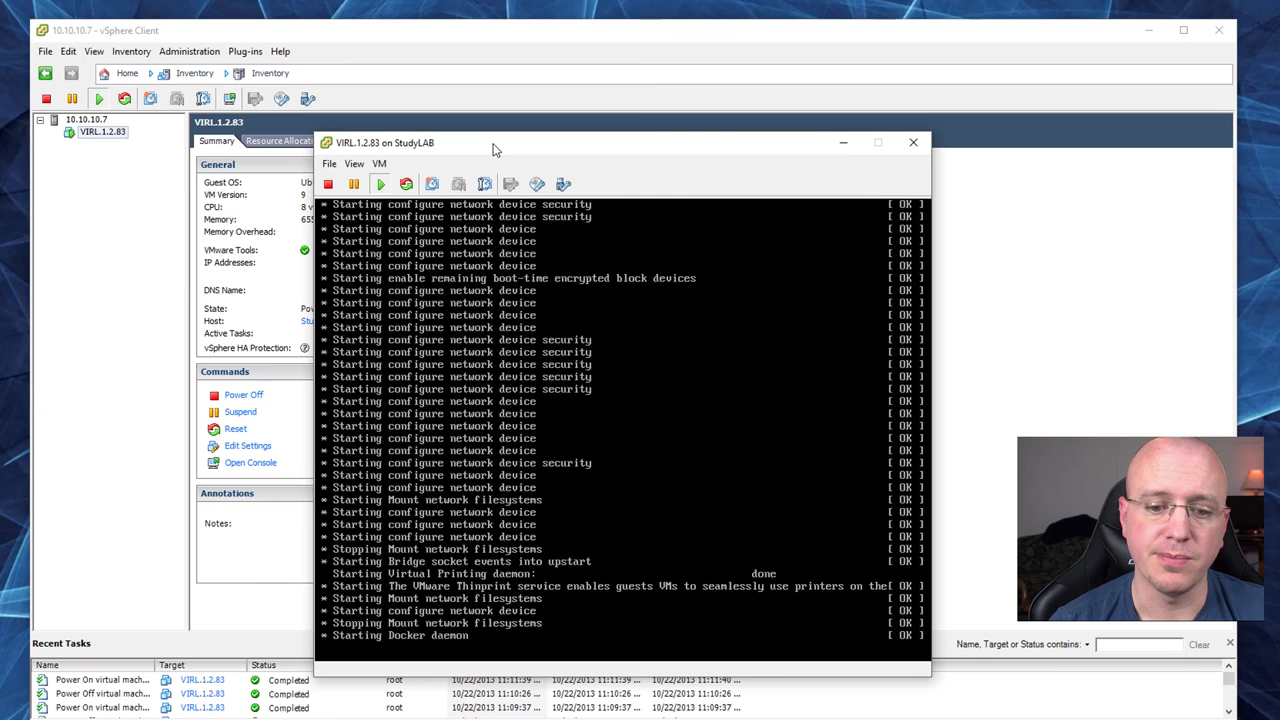 10.10.10.7 - vSphere Client
File Edit View Inventory Administration Plug-ins Help
Home Inventory Inventory
10.10.10.7
VIRL.1.2.83
VIRL.1.2.83
Summary Resource Allocati
General
Guest OS: Ub
VM Version: 9
CPU: 8 v
Memory: 655
Memory Overhead:
VMware Tools:
IP Addresses:
DNS Name:
State: Po
Host: Stu
Active Tasks:
vSphere HA Protection:
Commands
Power Off
Suspend
Reset
Edit Settings
Open Console
Annotations
Notes:
VIRL.1.2.83 on StudyLAB
File View VM
* Starting configure network device security [ OK ]
* Starting configure network device security [ OK ]
* Starting configure network device [ OK ]
* Starting configure network device [ OK ]
* Starting configure network device [ OK ]
* Starting configure network device [ OK ]
* Starting enable remaining boot-time encrypted block devices [ OK ]
* Starting configure network device [ OK ]
* Starting configure network device [ OK ]
* Starting configure network device [ OK ]
* Starting configure network device [ OK ]
* Starting configure network device security [ OK ]
* Starting configure network device security [ OK ]
* Starting configure network device security [ OK ]
* Starting configure network device security [ OK ]
* Starting configure network device security [ OK ]
* Starting configure network device [ OK ]
* Starting configure network device [ OK ]
* Starting configure network device [ OK ]
* Starting configure network device [ OK ]
* Starting configure network device [ OK ]
* Starting configure network device security [ OK ]
* Starting configure network device [ OK ]
* Starting configure network device [ OK ]
* Starting Mount network filesystems [ OK ]
* Starting configure network device [ OK ]
* Starting configure network device [ OK ]
* Stopping Mount network filesystems [ OK ]
* Starting Bridge socket events into upstart [ OK ]
Starting Virtual Printing daemon: done
* Starting The VMware Thinprint service enables guests VMs to seamlessly use printers on the[ OK ]
* Starting Mount network filesystems [ OK ]
* Starting configure network device [ OK ]
* Stopping Mount network filesystems [ OK ]
* Starting Docker daemon [ OK ]
Recent Tasks
Name, Target or Status contains: Clear
Name Target Status
Power On virtual mach... VIRL.1.2.83 Completed root 10/22/2013 11:11:39 ... 10/22/2013 11:11:39 ... 10/22/2013 11:11:40 ...
Power Off virtual mach... VIRL.1.2.83 Completed root 10/22/2013 11:10:26 ... 10/22/2013 11:10:26 ... 10/22/2013 11:10:28 ...
Power On virtual mach... VIRL.1.2.83 Completed root 10/22/2013 11:09:37 ... 10/22/2013 11:09:37 ... 10/22/2013 11:09:37 ...